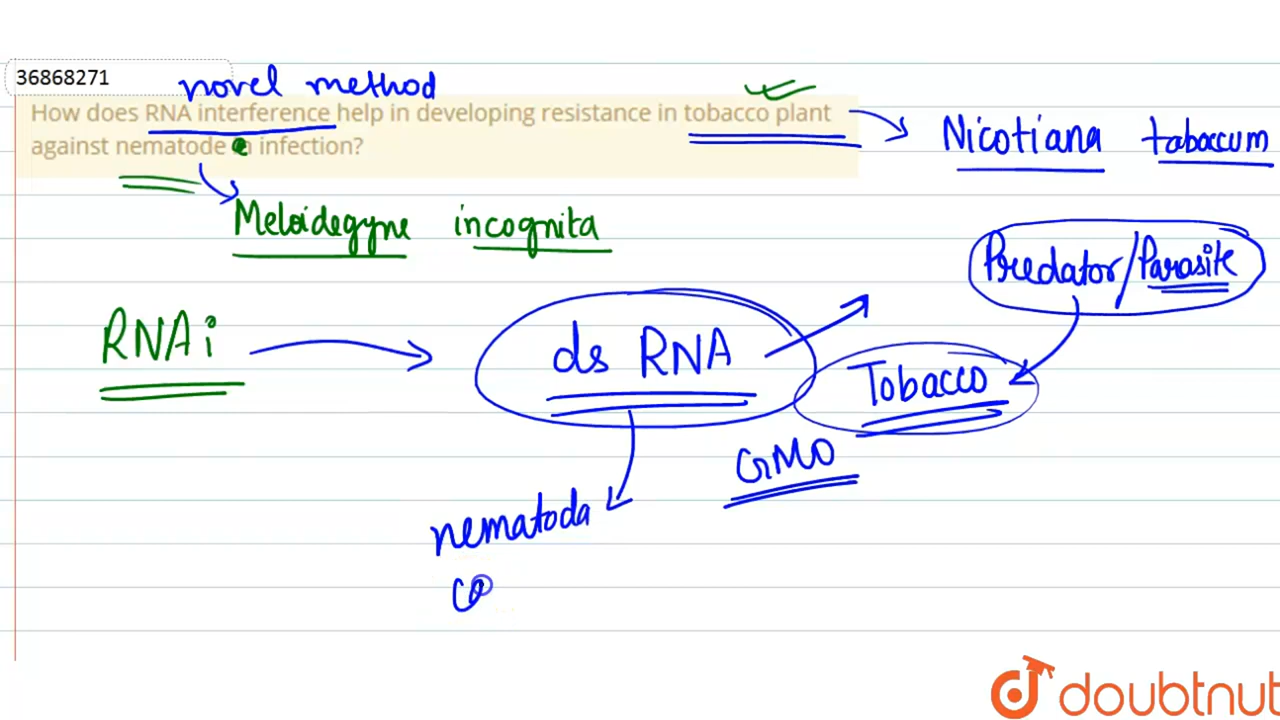 36868271
novel method
How does RNA interference help in developing resistance in tobacco plant
against nematode infection?
Nicotiana tabaccum
Meloidegyne incognita
Predator/Parasite
RNAi
ds RNA
Tobacco
GMO
nematoda
doubtnut